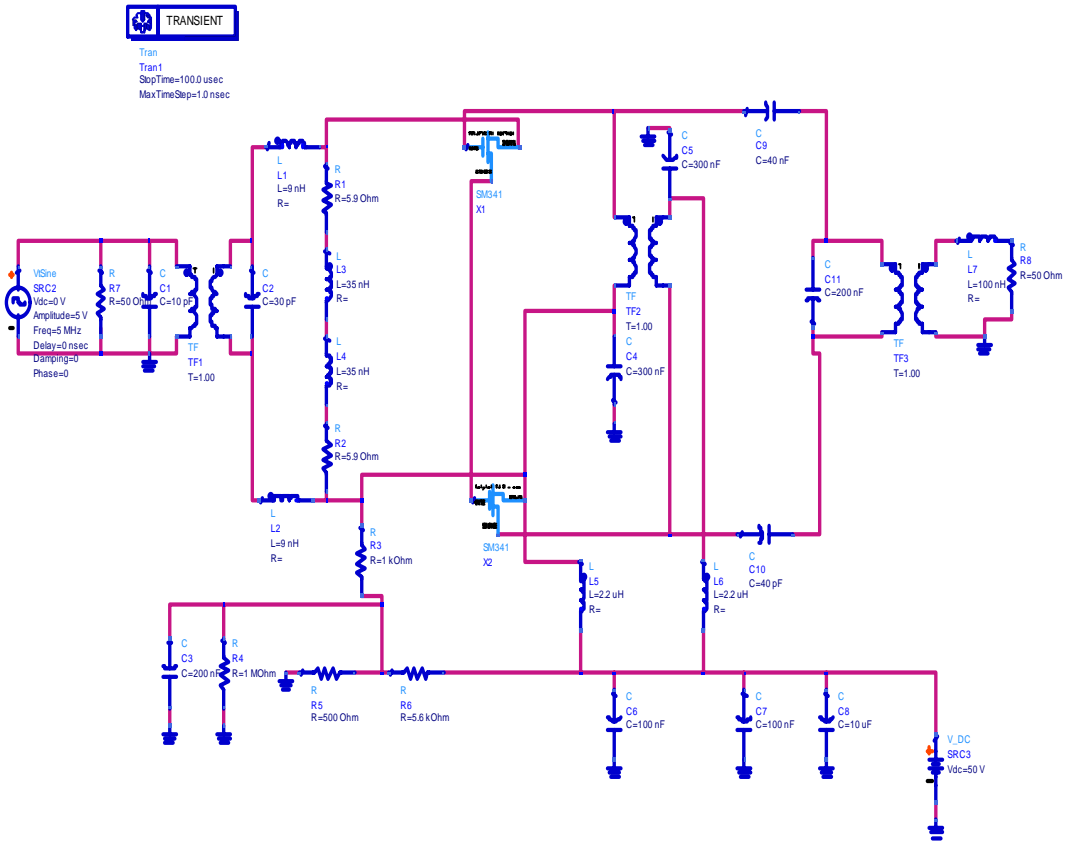 TRANSIENT
Tran
Tran1
StopTime=100.0 usec
MaxTimeStep=1.0 nsec
L
L1
L=9 nH
R=
R
R1
R=5.9 Ohm
SM341
X1
C
C5
C=300 nF
C
C9
C=40 nF
VtSine
SRC2
Vdc=0 V
Amplitude=5 V
Freq=5 MHz
Delay=0 nsec
Damping=0
Phase=0
R
R7
R=50 Ohm
C
C1
C=10 pF
TF
TF1
T=1.00
C
C2
C=30 pF
L
L3
L=35 nH
R=
L
L4
L=35 nH
R=
R
R2
R=5.9 Ohm
TF
TF2
T=1.00
C
C4
C=300 nF
C
C11
C=200 nF
TF
TF3
T=1.00
L
L7
L=100 nH
R=
R
R8
R=50 Ohm
L
L2
L=9 nH
R=
R
R3
R=1 kOhm
SM341
X2
C
C10
C=40 pF
L
L5
L=2.2 uH
R=
L
L6
L=2.2 uH
R=
C
C3
C=200 nF
R
R4
R=1 MOhm
R
R5
R=500 Ohm
R
R6
R=5.6 kOhm
C
C6
C=100 nF
C
C7
C=100 nF
C
C8
C=10 uF
V_DC
SRC3
Vdc=50 V